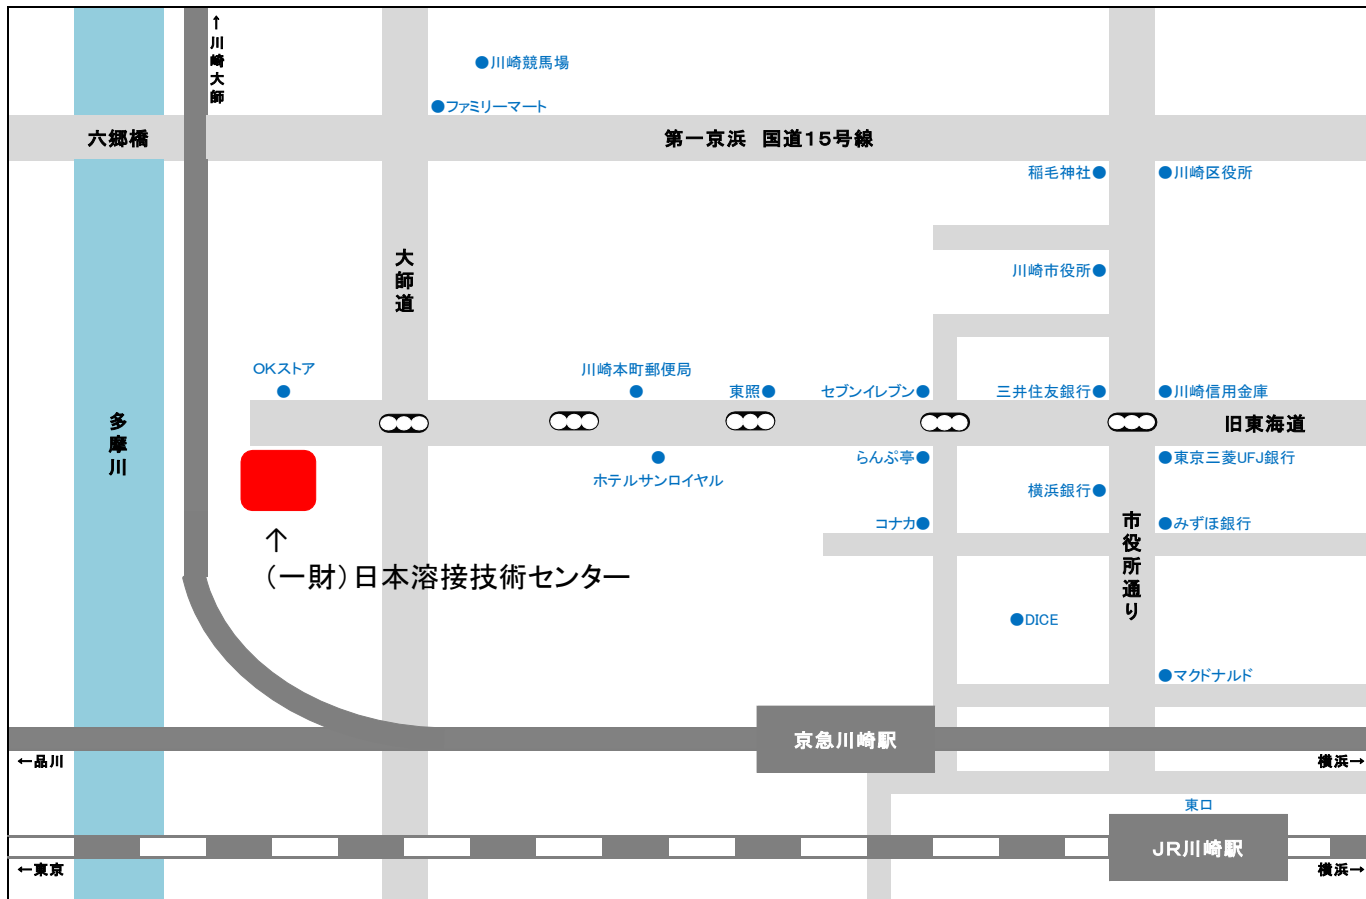 ↑川崎大師
●川崎競馬場
●ファミリーマート
六郷橋
第一京浜 国道15号線
稲毛神社●
●川崎区役所
大師道
川崎市役所●
OKストア
川崎本町郵便局
東照●
セブンイレブン●
三井住友銀行●
●川崎信用金庫
旧東海道
多摩川
らんぷ亭●
●東京三菱UFJ銀行
ホテルサンロイヤル
横浜銀行●
コナカ●
●みずほ銀行
市役所通り
↑
（一財）日本溶接技術センター
●DICE
●マクドナルド
京急川崎駅
←品川
横浜→
東口
JR川崎駅
←東京
横浜→